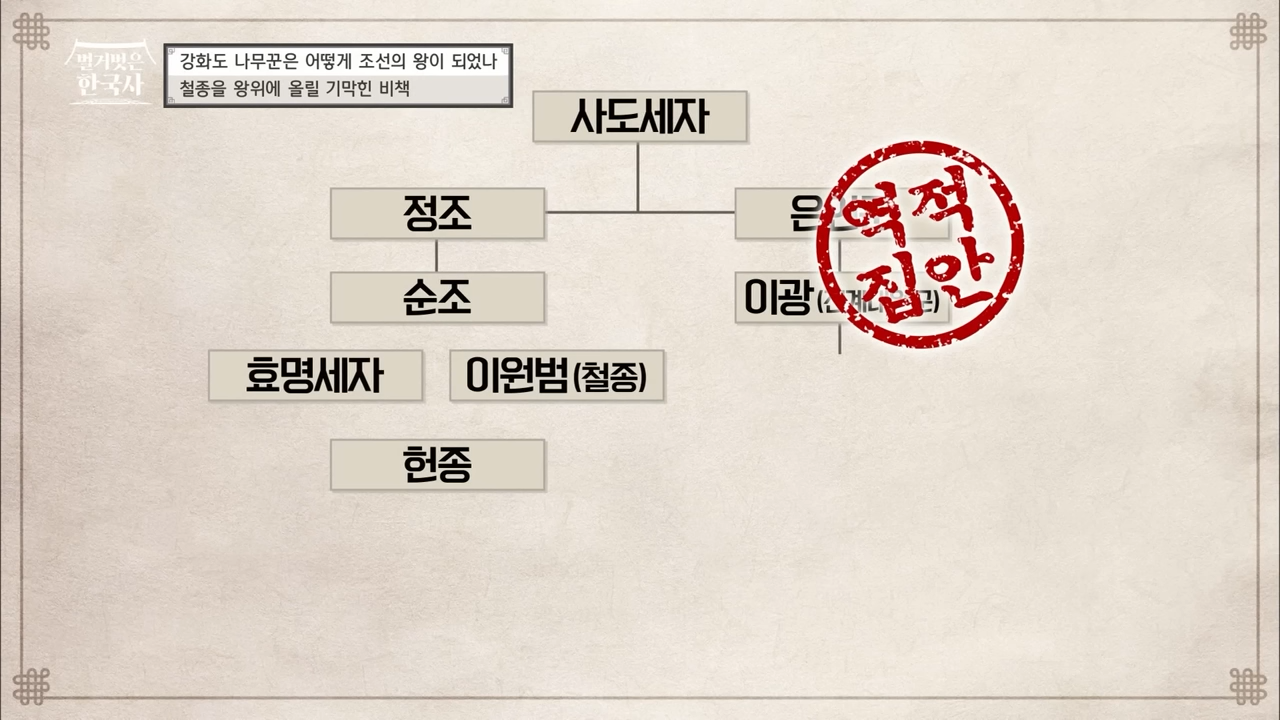 벌거벗은
한국사
강화도 나무꾼은 어떻게 조선의 왕이 되었나
철종을 왕위에 올릴 기막힌 비책
사도세자
정조
은
역적
집안
순조
이광
효명세자
이원범(철종)
헌종